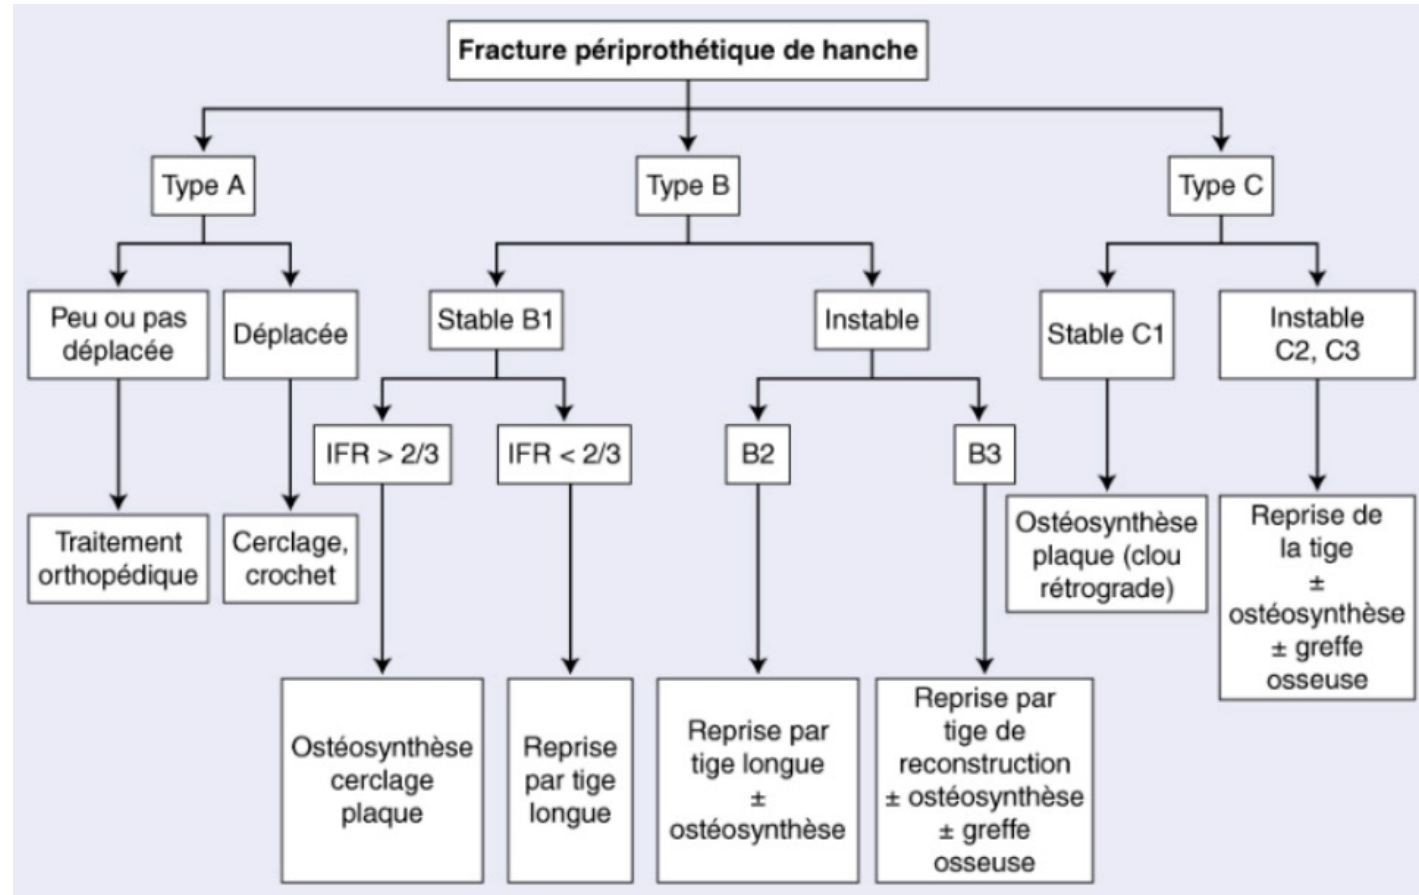 Fracture périprothétique de hanche
Type A
Type B
Type C
Peu ou pas
déplacée
Déplacée
Stable B1
Instable
Stable C1
Instable
C2, C3
IFR > 2/3
IFR < 2/3
B2
B3
Traitement
orthopédique
Cerclage,
crochet
Ostéosynthèse
plaque (clou
rétrograde)
Reprise de
la tige
±
ostéosynthèse
± greffe
osseuse
Ostéosynthèse
cerclage
plaque
Reprise
par tige
longue
Reprise par
tige longue
±
ostéosynthèse
Reprise par
tige de
reconstruction
± ostéosynthèse
± greffe
osseuse